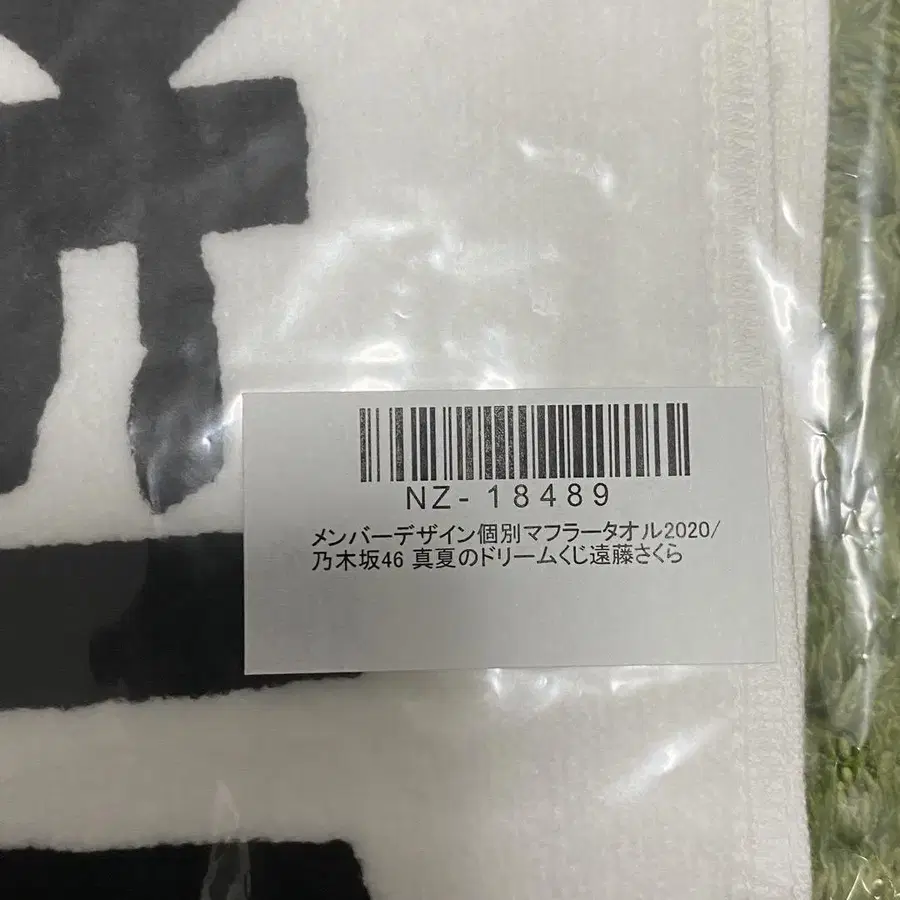 NZ-18489
メンバーデザイン個別マフラータオル2020/
乃木坂46 真夏のドリームくじ遠藤さくら